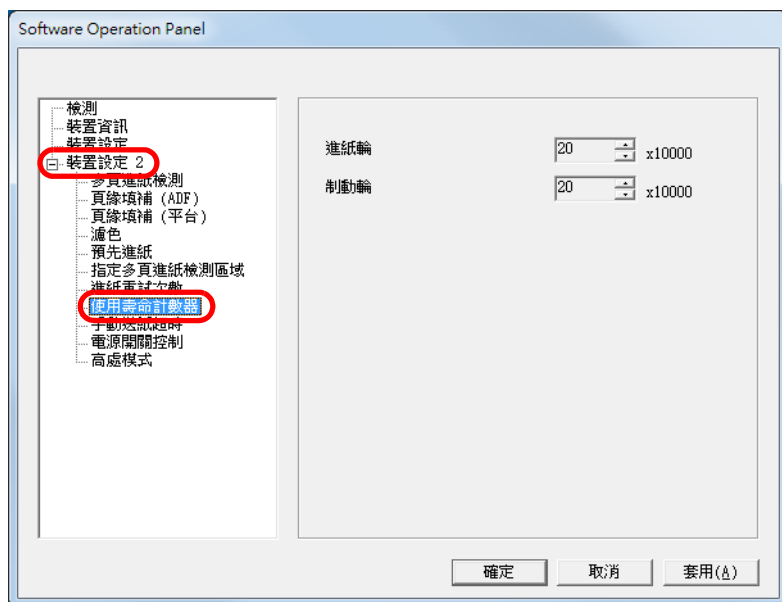 Software Operation Panel
檢測
裝置資訊
裝置設定
裝置設定 2
多頁進紙檢測
頁緣填補 (ADF)
頁緣填補 (平台)
濾色
預先進紙
指定多頁進紙檢測區域
進紙重試次數
使用壽命計數器
手動送紙超時
電源開關控制
高處模式
進紙輪 20 x10000
制動輪 20 x10000
確定 取消 套用(A)